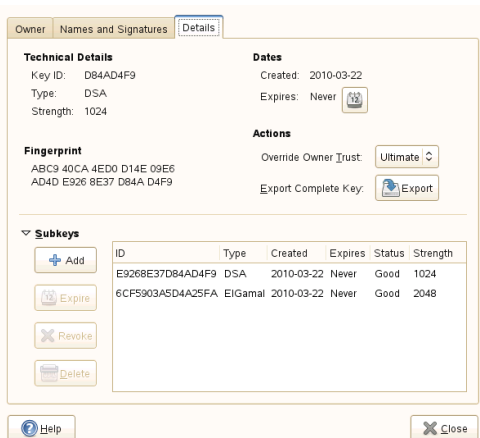 Owner Names and Signatures Details
Technical Details
Key ID: D84AD4F9
Type: DSA
Strength: 1024
Dates
Created: 2010-03-22
Expires: Never 12
Fingerprint
ABC9 40CA 4ED0 D14E 09E6
AD4D E926 8E37 D84A D4F9
Actions
Override Owner Trust: Ultimate
Export Complete Key: Export
Subkeys
Add
Expire
Revoke
Delete
ID Type Created Expires Status Strength
E9268E37D84AD4F9 DSA 2010-03-22 Never Good 1024
6CF5903A5D4A25FA ElGamal 2010-03-22 Never Good 2048
Help Close